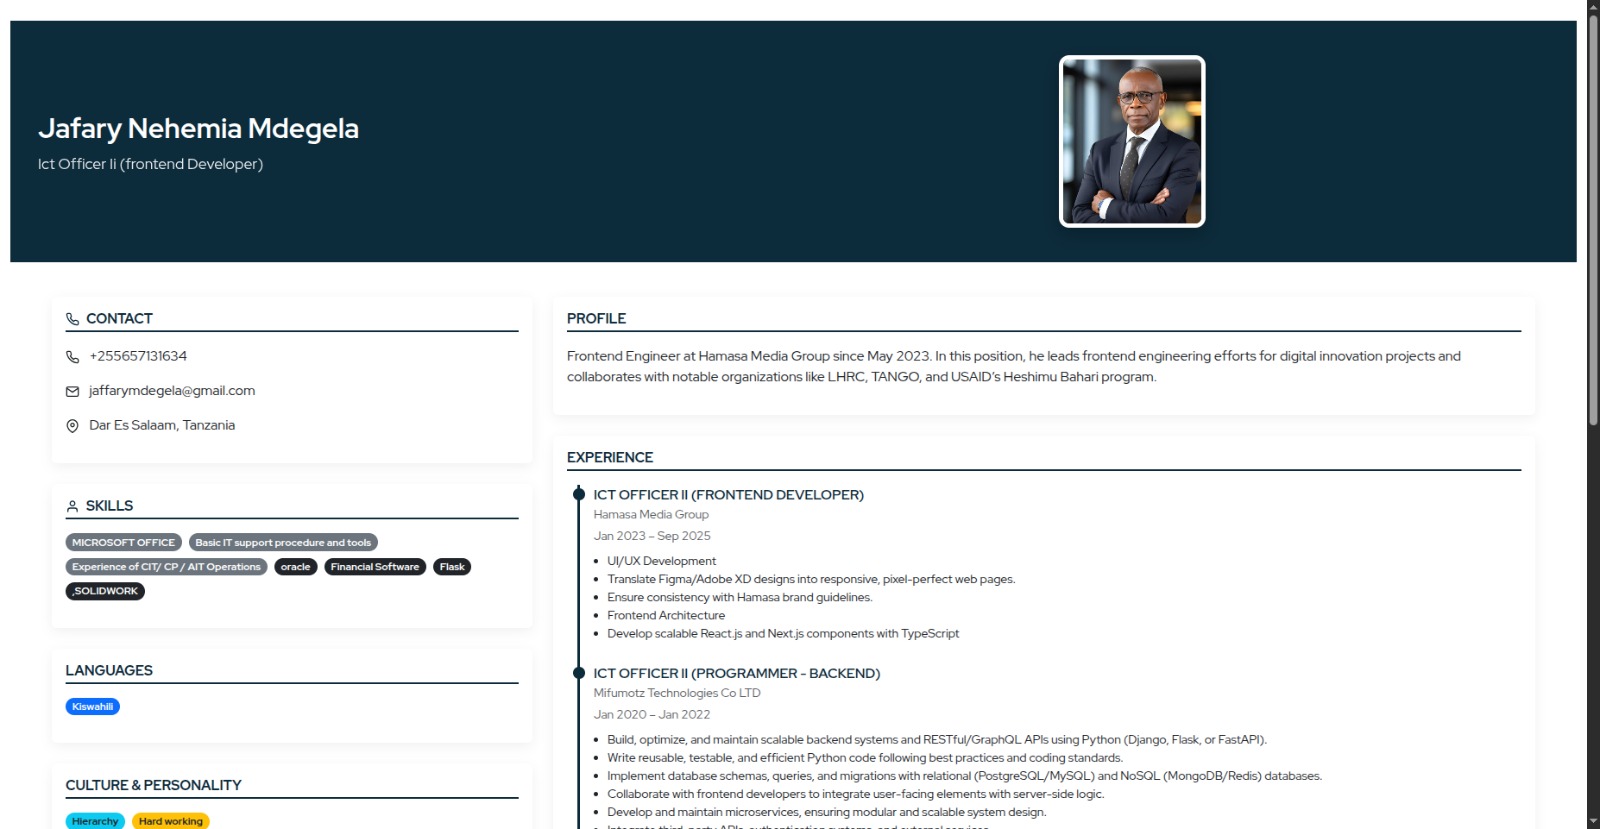 Jafary Nehemia Mdegela
Ict Officer Ii (frontend Developer)
CONTACT
+255657131634
jaffarymdegela@gmail.com
Dar Es Salaam, Tanzania
SKILLS
MICROSOFT OFFICE Basic IT support procedure and tools
Experience of CIT/ CP / AIT Operations oracle Financial Software Flask
,SOLIDWORK
LANGUAGES
Kiswahili
CULTURE & PERSONALITY
Hierarchy Hard working
PROFILE
Frontend Engineer at Hamasa Media Group since May 2023. In this position, he leads frontend engineering efforts for digital innovation projects and
collaborates with notable organizations like LHRC, TANGO, and USAID’s Heshimu Bahari program.
EXPERIENCE
ICT OFFICER II (FRONTEND DEVELOPER)
Hamasa Media Group
Jan 2023 – Sep 2025
• UI/UX Development
• Translate Figma/Adobe XD designs into responsive, pixel-perfect web pages.
• Ensure consistency with Hamasa brand guidelines.
• Frontend Architecture
• Develop scalable React.js and Next.js components with TypeScript
ICT OFFICER II (PROGRAMMER - BACKEND)
Mifumotz Technologies Co LTD
Jan 2020 – Jan 2022
• Build, optimize, and maintain scalable backend systems and RESTful/GraphQL APIs using Python (Django, Flask, or FastAPI).
• Write reusable, testable, and efficient Python code following best practices and coding standards.
• Implement database schemas, queries, and migrations with relational (PostgreSQL/MySQL) and NoSQL (MongoDB/Redis) databases.
• Collaborate with frontend developers to integrate user-facing elements with server-side logic.
• Develop and maintain microservices, ensuring modular and scalable system design.
• Integrate third-party APIs, authentication systems, and external services.